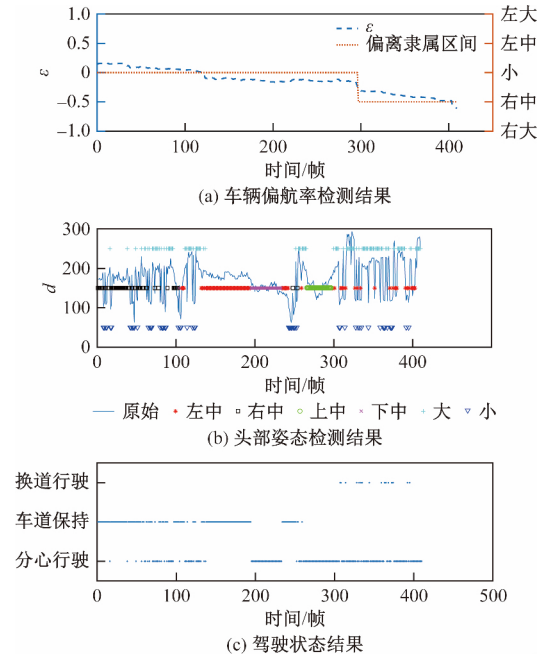 1.0
0.5
0
−0.5
−1.0
ε
ε
偏离隶属区间
左大
左中
小
右中
右大
0
100
200
300
400
时间/帧
(a) 车辆偏航率检测结果
300
200
100
0
d
0
100
200
300
400
时间/帧
原始 左中 右中 上中 下中 大 小
(b) 头部姿态检测结果
换道行驶
车道保持
分心行驶
0
100
200
300
400
500
时间/帧
(c) 驾驶状态结果